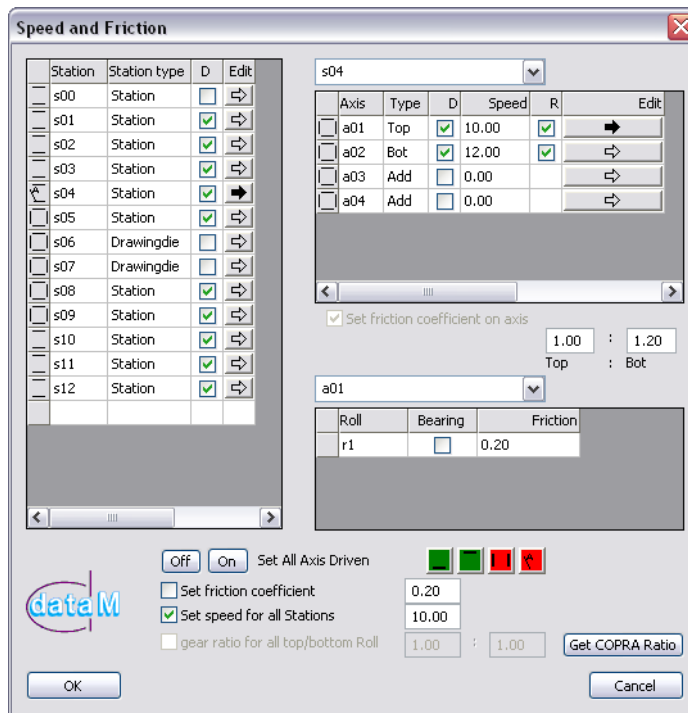 Speed and Friction
Station Station type D Edit
s00 Station
s01 Station
s02 Station
s03 Station
s04 Station
s05 Station
s06 Drawingdie
s07 Drawingdie
s08 Station
s09 Station
s10 Station
s11 Station
s12 Station
s04
Axis Type D Speed R Edit
a01 Top 10.00
a02 Bot 12.00
a03 Add 0.00
a04 Add 0.00
Set friction coefficient on axis
1.00 : 1.20
Top : Bot
a01
Roll Bearing Friction
r1 0.20
Off On Set All Axis Driven
Set friction coefficient 0.20
Set speed for all Stations 10.00
gear ratio for all top/bottom Roll 1.00 : 1.00 Get COPRA Ratio
dataM
OK Cancel